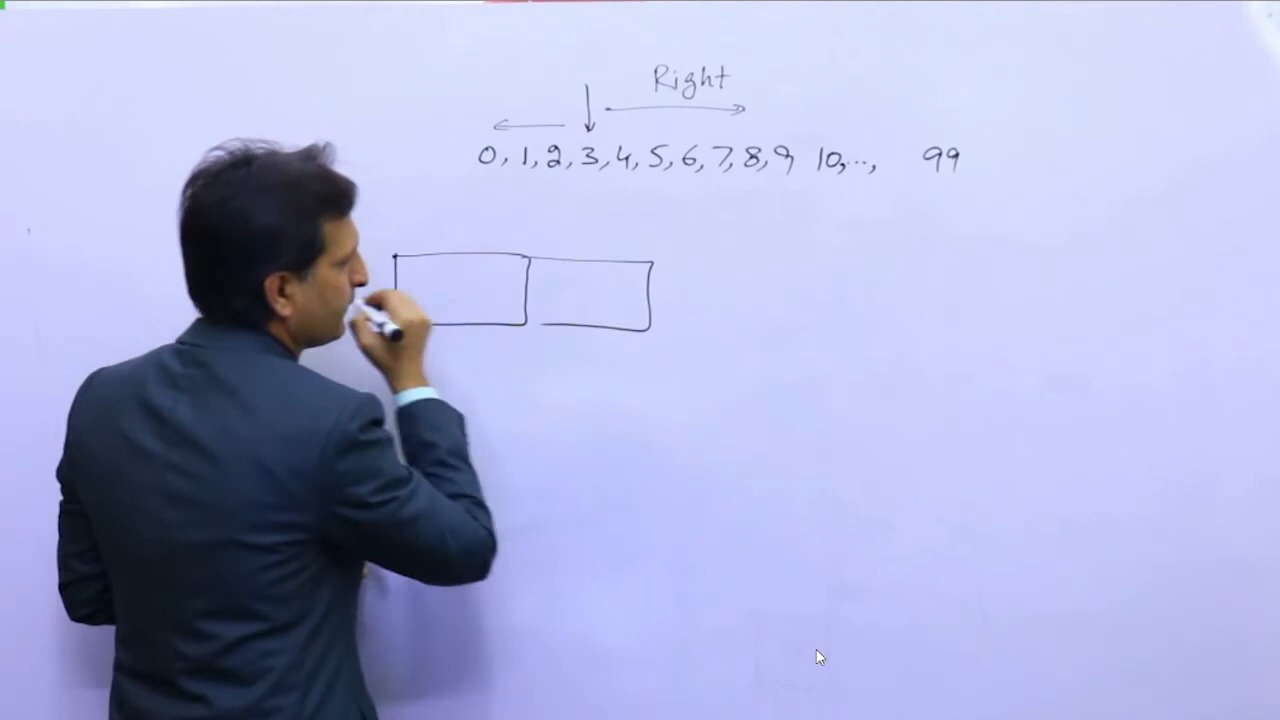 Right
0, 1, 2, 3, 4, 5, 6, 7, 8, 9 10, ..., 99